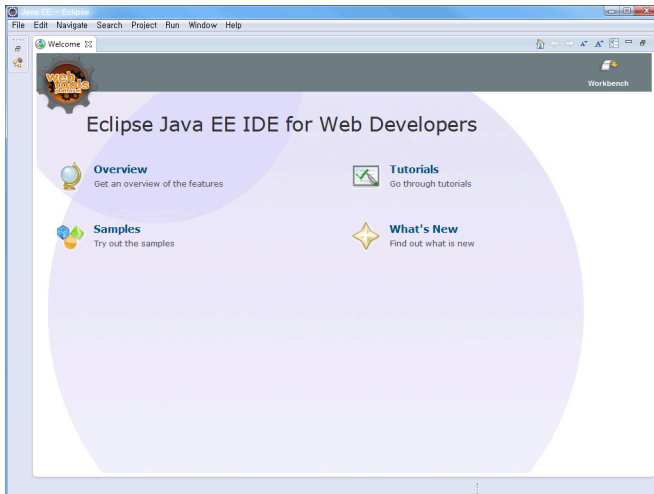 Java EE - Eclipse
File Edit Navigate Search Project Run Window Help
Welcome
Workbench
web
tools
platform
Eclipse Java EE IDE for Web Developers
Overview
Get an overview of the features
Tutorials
Go through tutorials
Samples
Try out the samples
What's New
Find out what is new